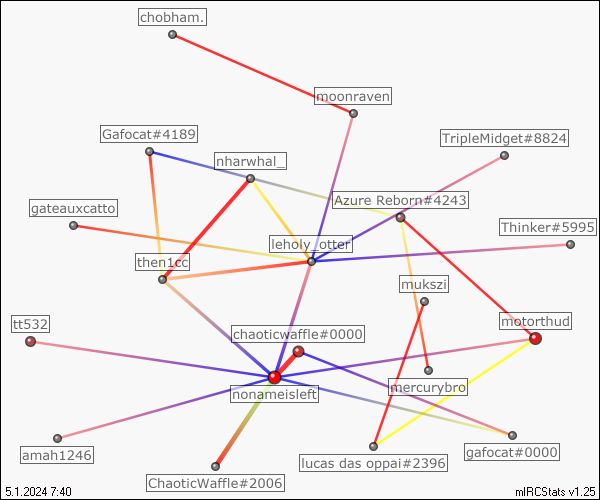 chobham.
moonraven
Gafocat#4189
TripleMidget#8824
nharwhal_
Azure Reborn#4243
gateauxcatto
Thinker#5995
leholy_otter
then1cc
mukszi
tt532
motorthud
chaoticwaffle#0000
mercurybro
nonameisleft
amah1246
gafocat#0000
lucas das oppai#2396
ChaoticWaffle#2006
5.1.2024 7:40
mIRCStats v1.25